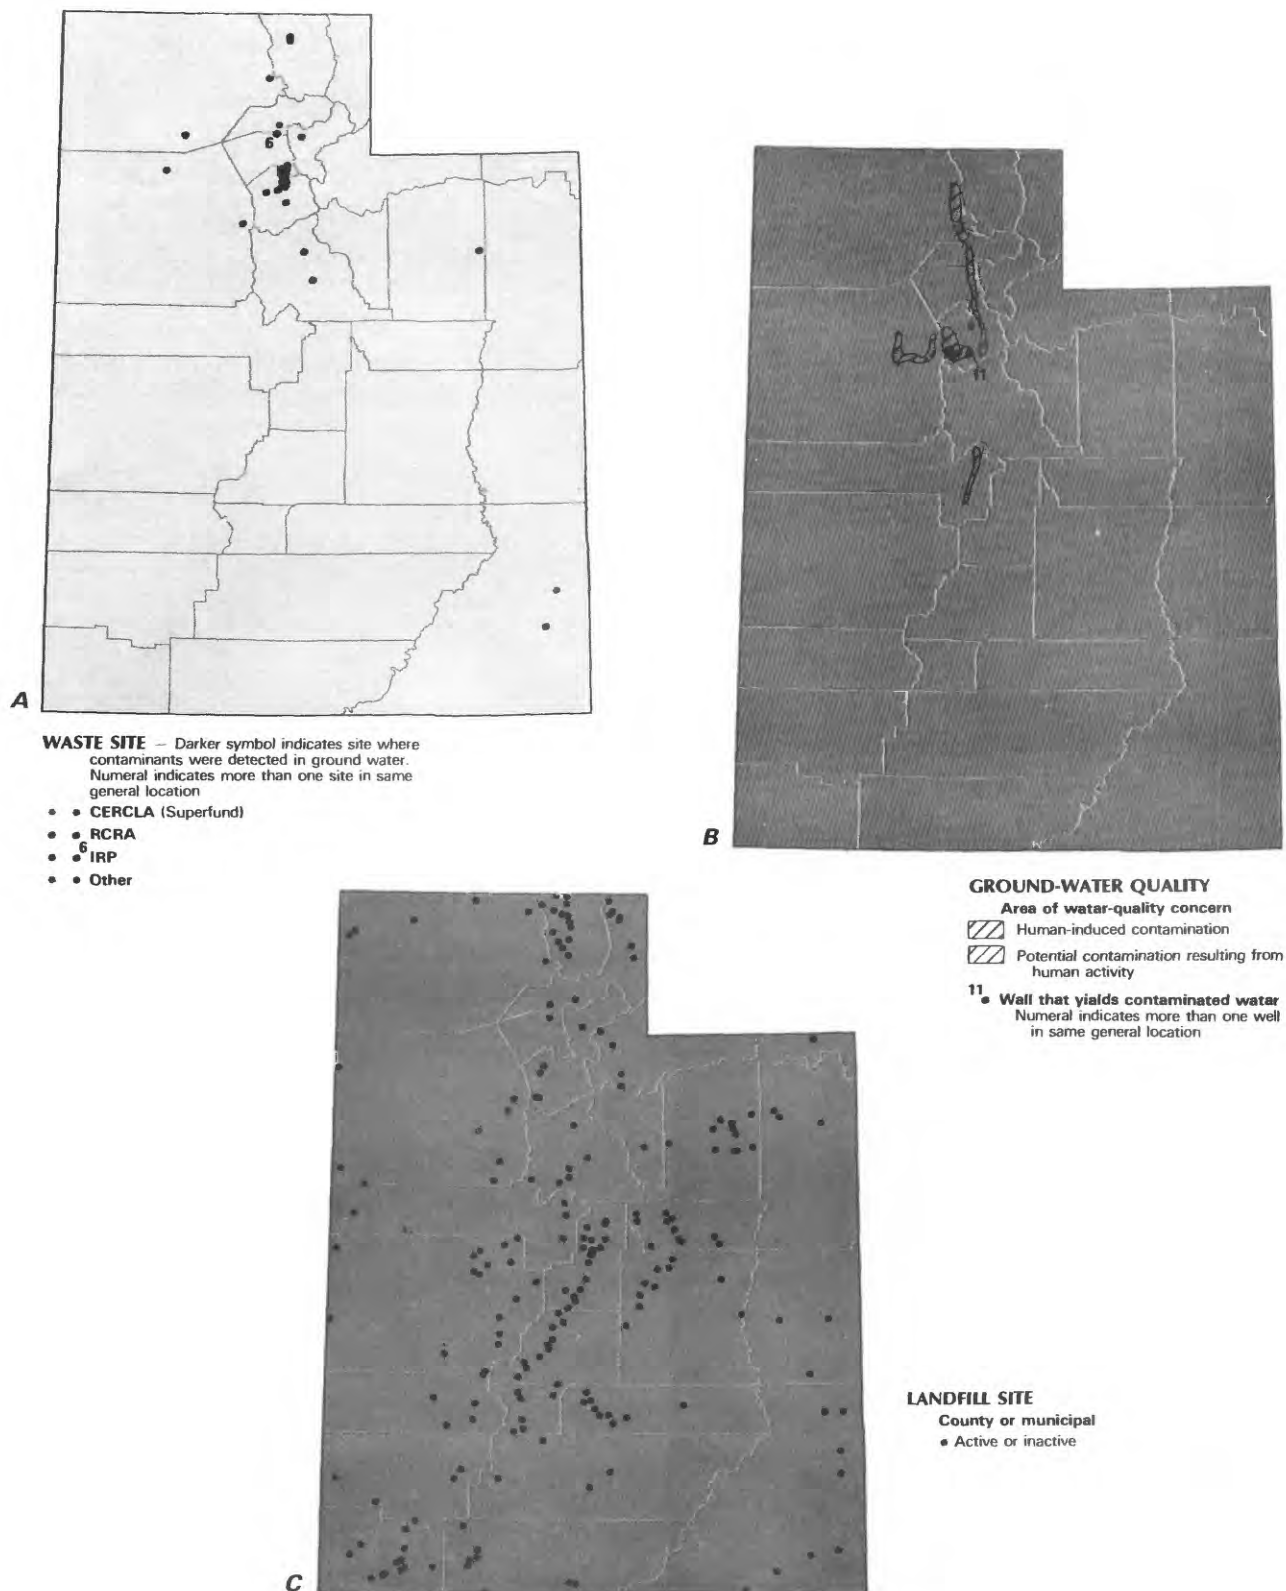 6
A
WASTE SITE — Darker symbol indicates site where
contaminants were detected in ground water.
Numeral indicates more than one site in same
general location
CERCLA (Superfund)
RCRA
6 IRP
Other
11
B
GROUND-WATER QUALITY
Area of watar-quality concern
Human-induced contamination
Potential contamination resulting from
human activity
11 Wall that yields contaminated watar
Numeral indicates more than one well
in same general location
LANDFILL SITE
County or municipal
Active or inactive
C